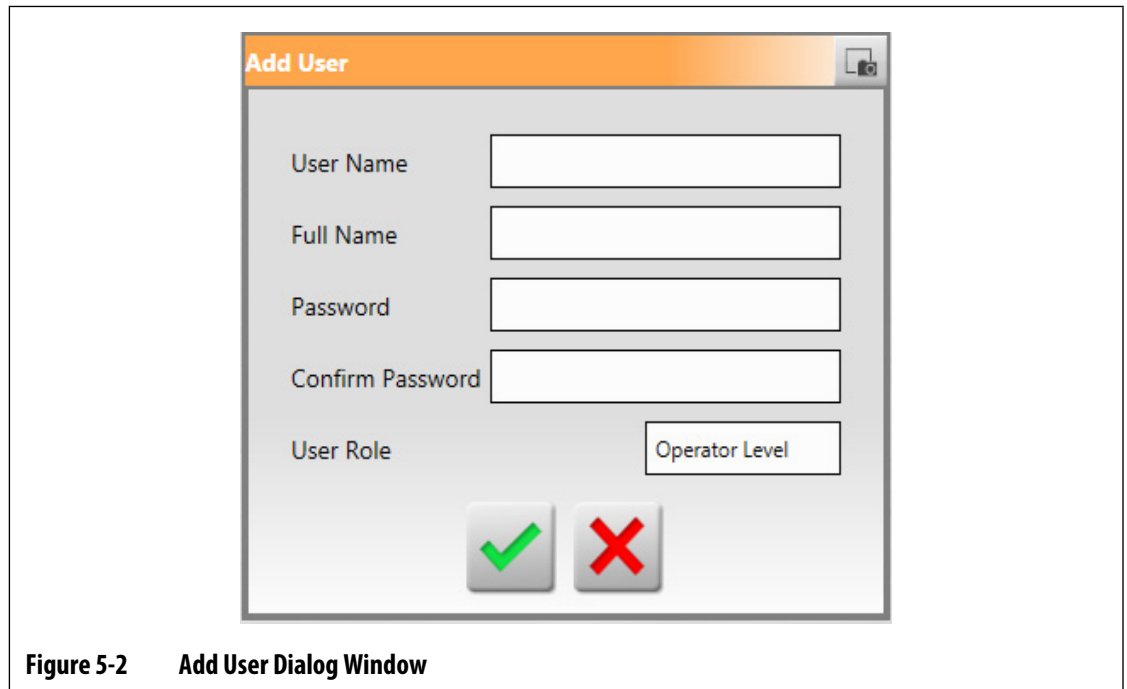 Add User
User Name
Full Name
Password
Confirm Password
User Role Operator Level
Figure 5-2 Add User Dialog Window